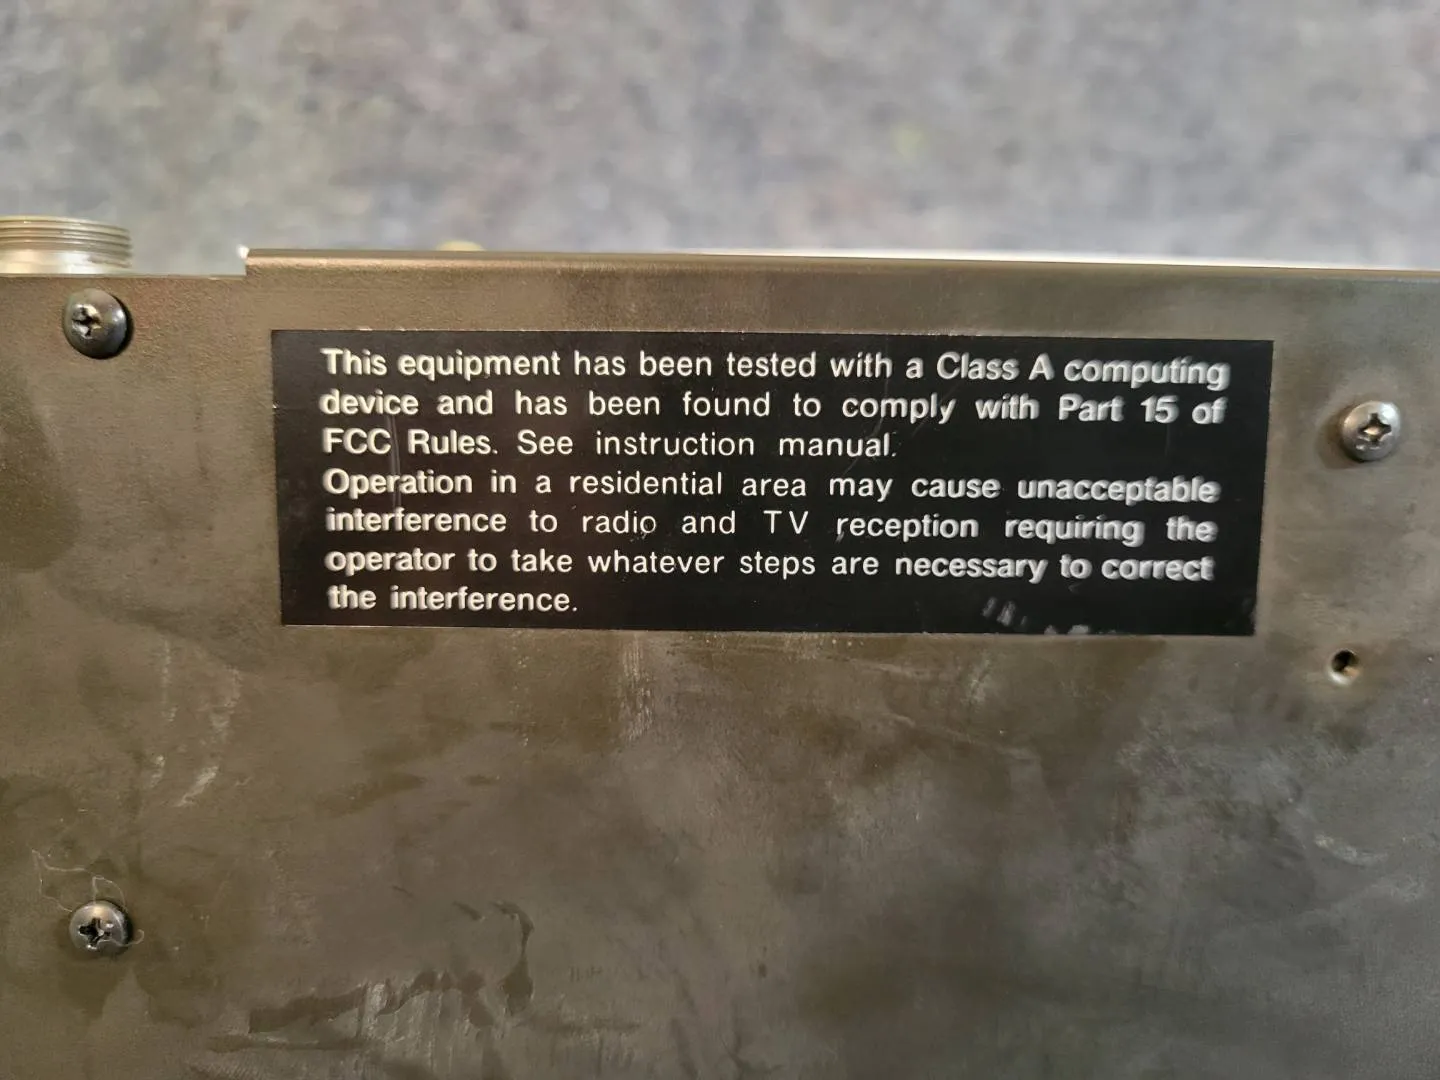 This equipment has been tested with a Class A computing
device and has been found to comply with Part 15 of
FCC Rules. See instruction manual.
Operation in a residential area may cause unacceptable
interference to radio and TV reception requiring the
operator to take whatever steps are necessary to correct
the interference.